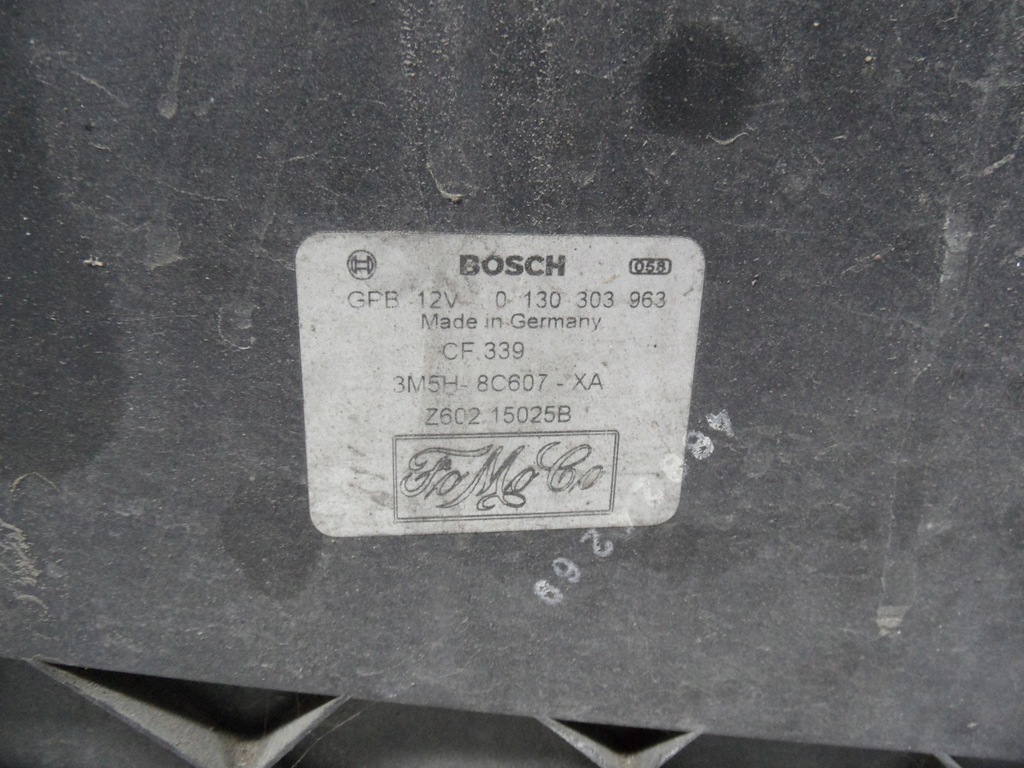 BOSCH 058
GPB 12V 0 130 303 963
Made in Germany
CF 339
3M5H- 8C607 - XA
Z602 15025B
FoMoCo